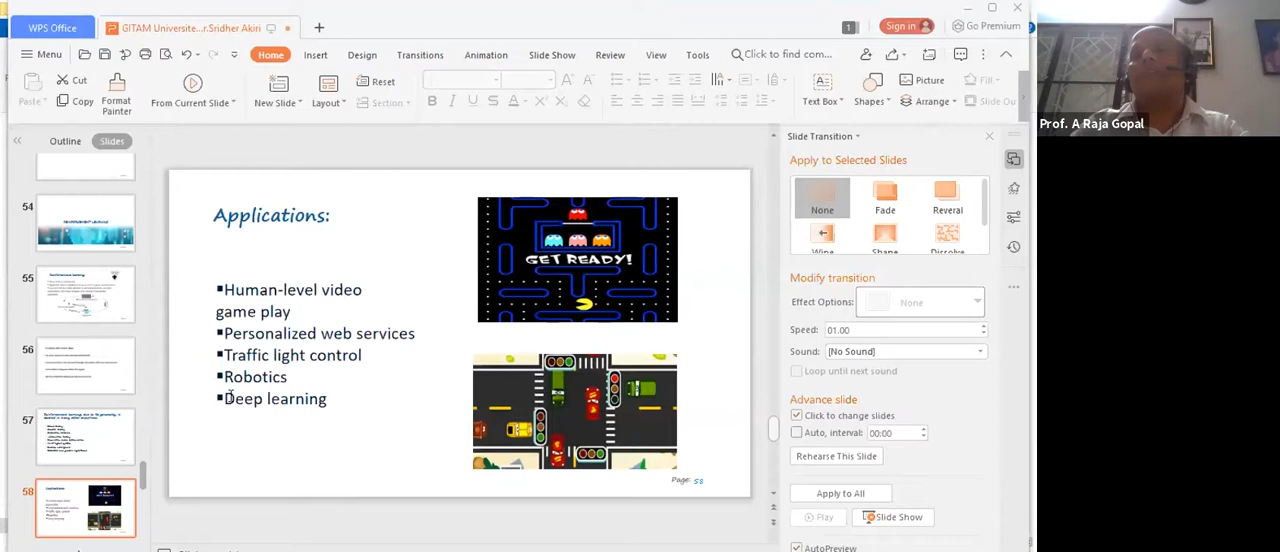 WPS Office
GITAM Universite...r.Sridher Akiri
1
Sign in
Go Premium
Menu
Home
Insert
Design
Transitions
Animation
Slide Show
Review
View
Tools
Click to find com...
Paste
Cut
Copy
Format
Painter
From Current Slide
New Slide
Layout
Reset
Section
B I U S A
Text Box
Shapes
Picture
Arrange
Fill
Slide Out
Outline
Slides
54
55
56
57
58
Applications:
▪Human-level video
game play
▪Personalized web services
▪Traffic light control
▪Robotics
▪Deep learning
GET READY!
Page: 58
Slide Transition
Apply to Selected Slides
None
Fade
Reveral
Wipe
Shape
Dissolve
Modify transition
Effect Options:
None
Speed:
01.00
Sound:
[No Sound]
Loop until next sound
Advance slide
Click to change slides
Auto, interval:
00:00
Rehearse This Slide
Apply to All
Play
Slide Show
AutoPreview
Prof. A Raja Gopal